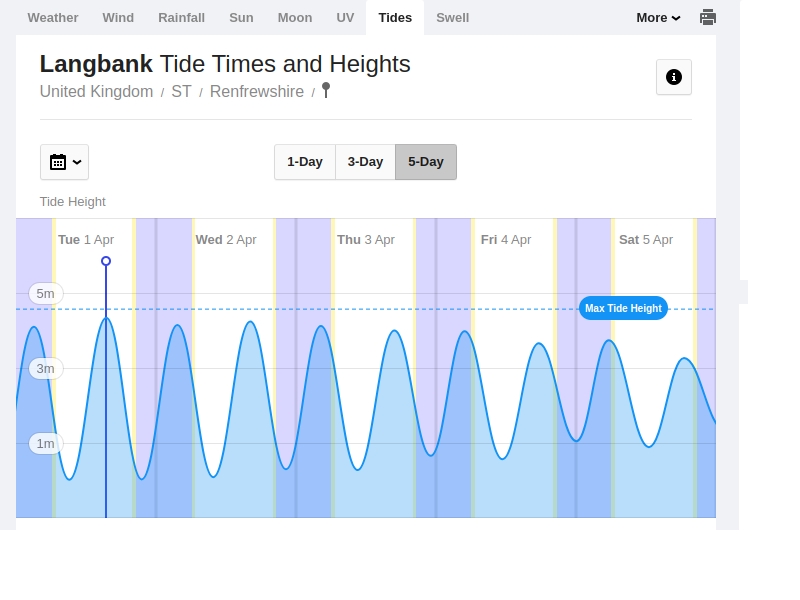 Weather Wind Rainfall Sun Moon UV Tides Swell More
Langbank Tide Times and Heights
United Kingdom / ST / Renfrewshire /
1-Day 3-Day 5-Day
Tide Height
Tue 1 Apr Wed 2 Apr Thu 3 Apr Fri 4 Apr Sat 5 Apr
5m
Max Tide Height
3m
1m